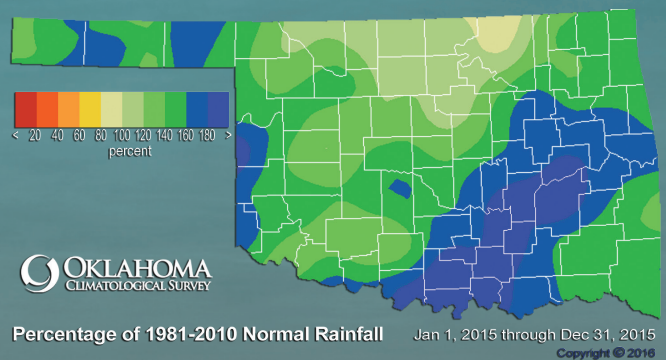 < 20 40 60 80 100 120 140 160 180 >
percent
OKLAHOMA
CLIMATOLOGICAL SURVEY
Percentage of 1981-2010 Normal Rainfall
Jan 1, 2015 through Dec 31, 2015
Copyright © 2016